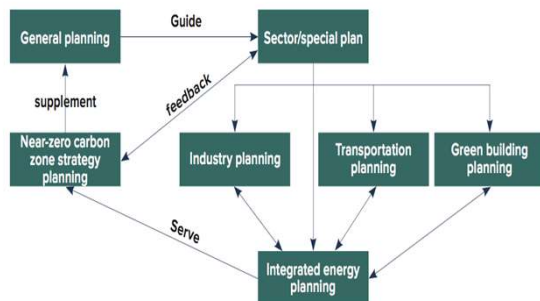 Guide
General planning
Sector/special plan
supplement
feedback
Near-zero carbon
zone strategy
planning
Industry planning
Transportation
planning
Green building
planning
Serve
Integrated energy
planning